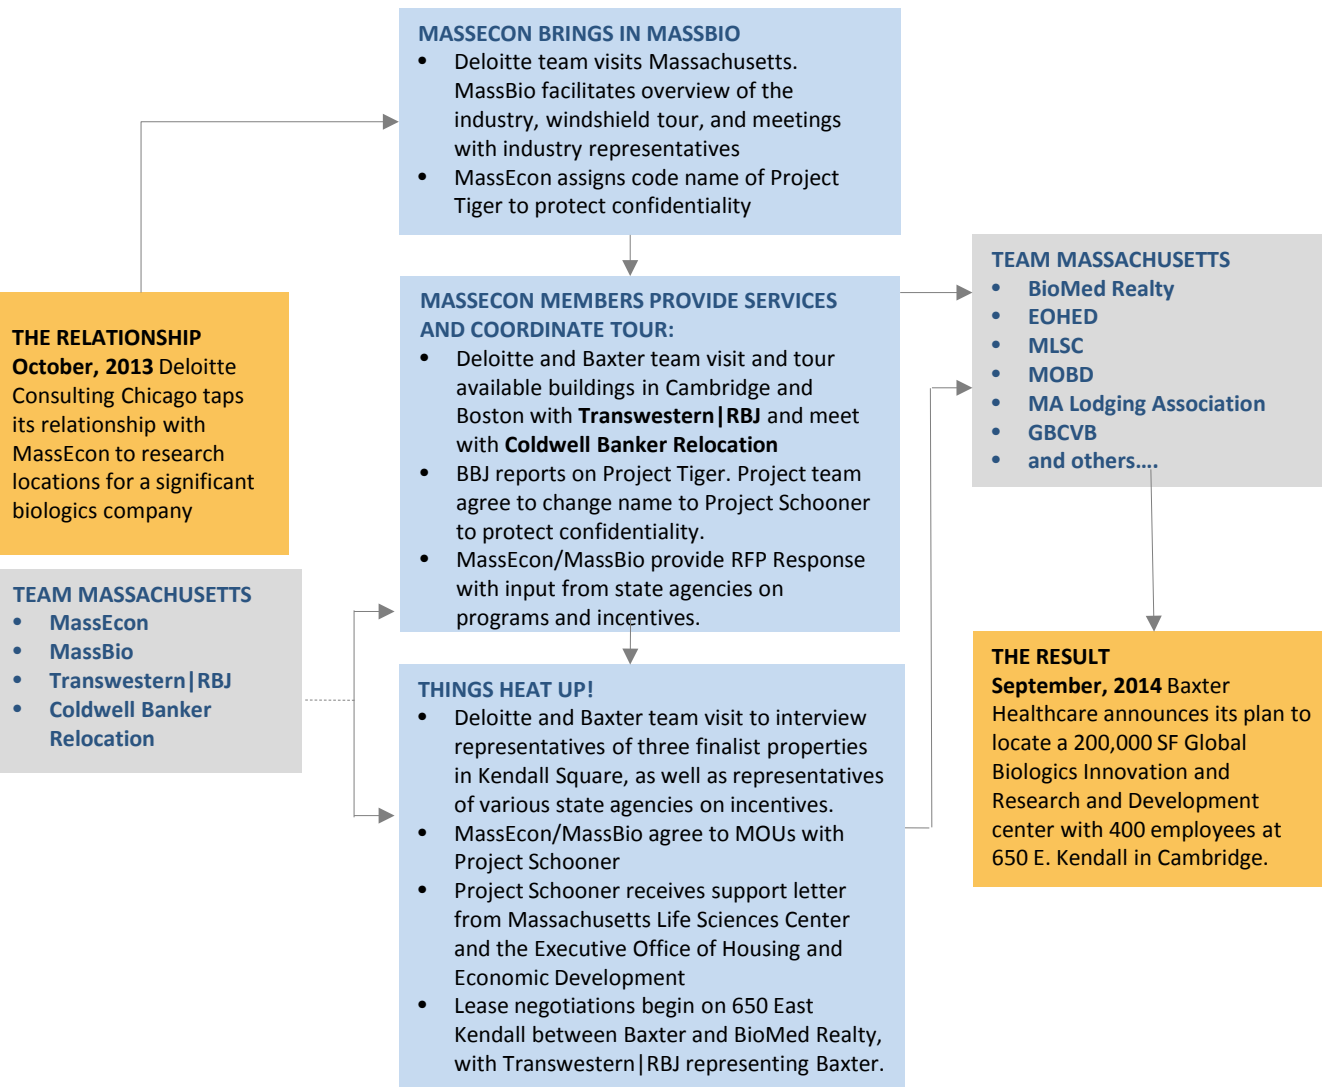 MASSECON BRINGS IN MASSBIO
• Deloitte team visits Massachusetts.
MassBio facilitates overview of the
industry, windshield tour, and meetings
with industry representatives
• MassEcon assigns code name of Project
Tiger to protect confidentiality
THE RELATIONSHIP
October, 2013 Deloitte
Consulting Chicago taps
its relationship with
MassEcon to research
locations for a significant
biologics company
MASSECON MEMBERS PROVIDE SERVICES
AND COORDINATE TOUR:
• Deloitte and Baxter team visit and tour
available buildings in Cambridge and
Boston with Transwestern|RBJ and meet
with Coldwell Banker Relocation
• BBJ reports on Project Tiger. Project team
agree to change name to Project Schooner
to protect confidentiality.
• MassEcon/MassBio provide RFP Response
with input from state agencies on
programs and incentives.
TEAM MASSACHUSETTS
• BioMed Realty
• EOHED
• MLSC
• MOBD
• MA Lodging Association
• GBCVB
• and others….
TEAM MASSACHUSETTS
• MassEcon
• MassBio
• Transwestern|RBJ
• Coldwell Banker
Relocation
THINGS HEAT UP!
• Deloitte and Baxter team visit to interview
representatives of three finalist properties
in Kendall Square, as well as representatives
of various state agencies on incentives.
• MassEcon/MassBio agree to MOUs with
Project Schooner
• Project Schooner receives support letter
from Massachusetts Life Sciences Center
and the Executive Office of Housing and
Economic Development
• Lease negotiations begin on 650 East
Kendall between Baxter and BioMed Realty,
with Transwestern|RBJ representing Baxter.
THE RESULT
September, 2014 Baxter
Healthcare announces its plan to
locate a 200,000 SF Global
Biologics Innovation and
Research and Development
center with 400 employees at
650 E. Kendall in Cambridge.